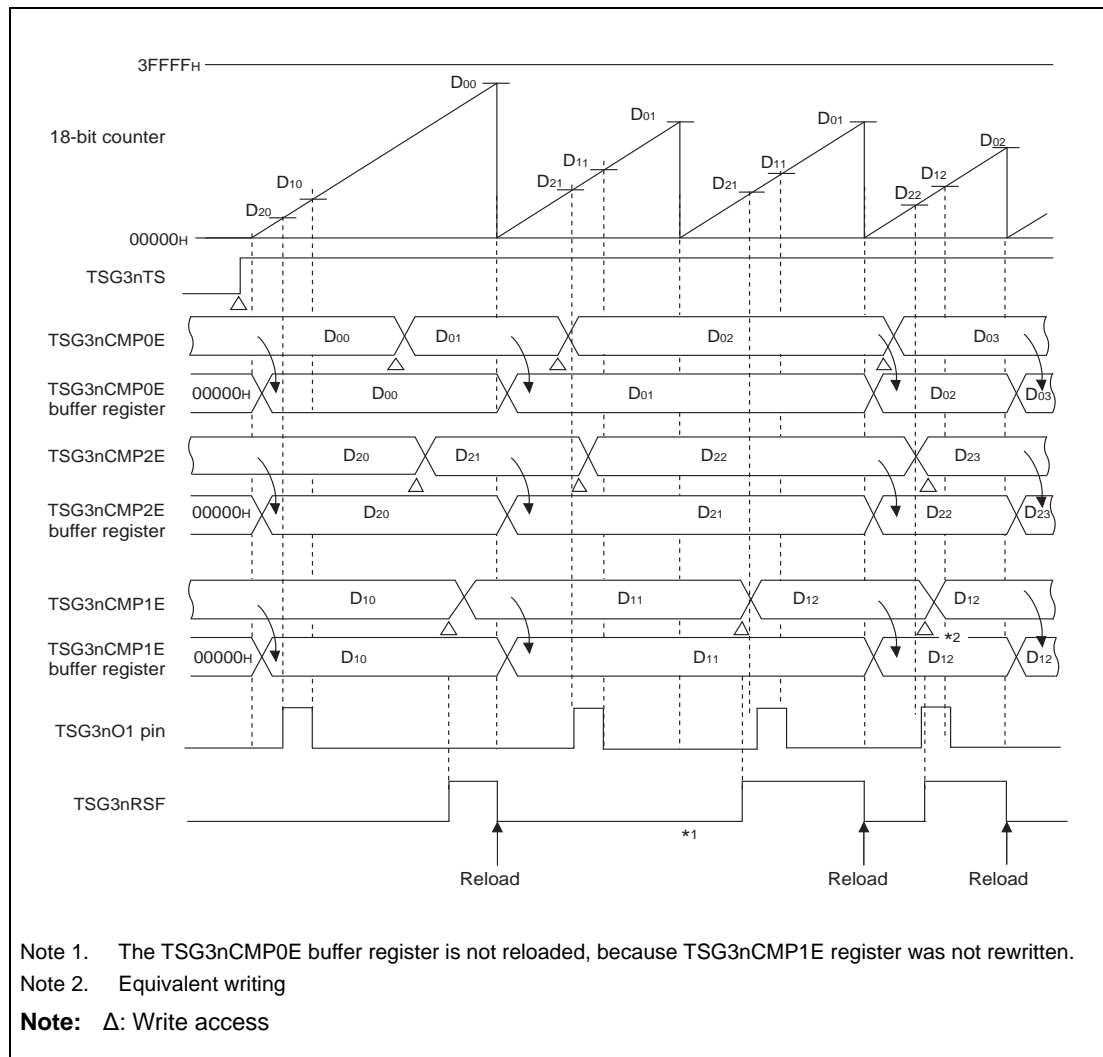 3FFFFH
D00
D01
D01
D02
18-bit counter
D11
D11
D12
D10
D21
D21
D22
D20
00000H
TSG3nTS
TSG3nCMP0E
D00
D01
D02
D03
TSG3nCMP0E
buffer register
00000H
D00
D01
D02
D03
TSG3nCMP2E
D20
D21
D22
D23
TSG3nCMP2E
buffer register
00000H
D20
D21
D22
D23
TSG3nCMP1E
D10
D11
D12
D12
TSG3nCMP1E
buffer register
00000H
D10
D11
*2
D12
D12
TSG3nO1 pin
TSG3nRSF
*1
Reload
Reload
Reload
Note 1. The TSG3nCMP0E buffer register is not reloaded, because TSG3nCMP1E register was not rewritten.
Note 2. Equivalent writing
Note: Δ: Write access